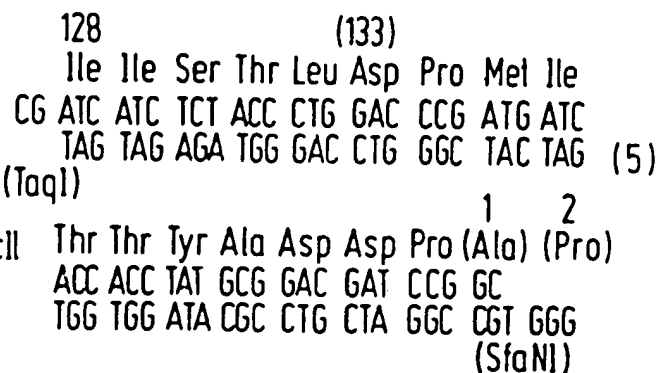 128 (133)
Ile Ile Ser Thr Leu Asp Pro Met Ile
CG ATC ATC TCT ACC CTG GAC CCG ATG ATC
TAG TAG AGA TGG GAC CTG GGC TAC TAG (5)
(TaqI)
1 2
Thr Thr Tyr Ala Asp Asp Pro (Ala) (Pro)
ACC ACC TAT GCG GAC GAT CCG GC
TGG TGG ATA CGC CTG CTA GGC CGT GGG
(SfaNI)